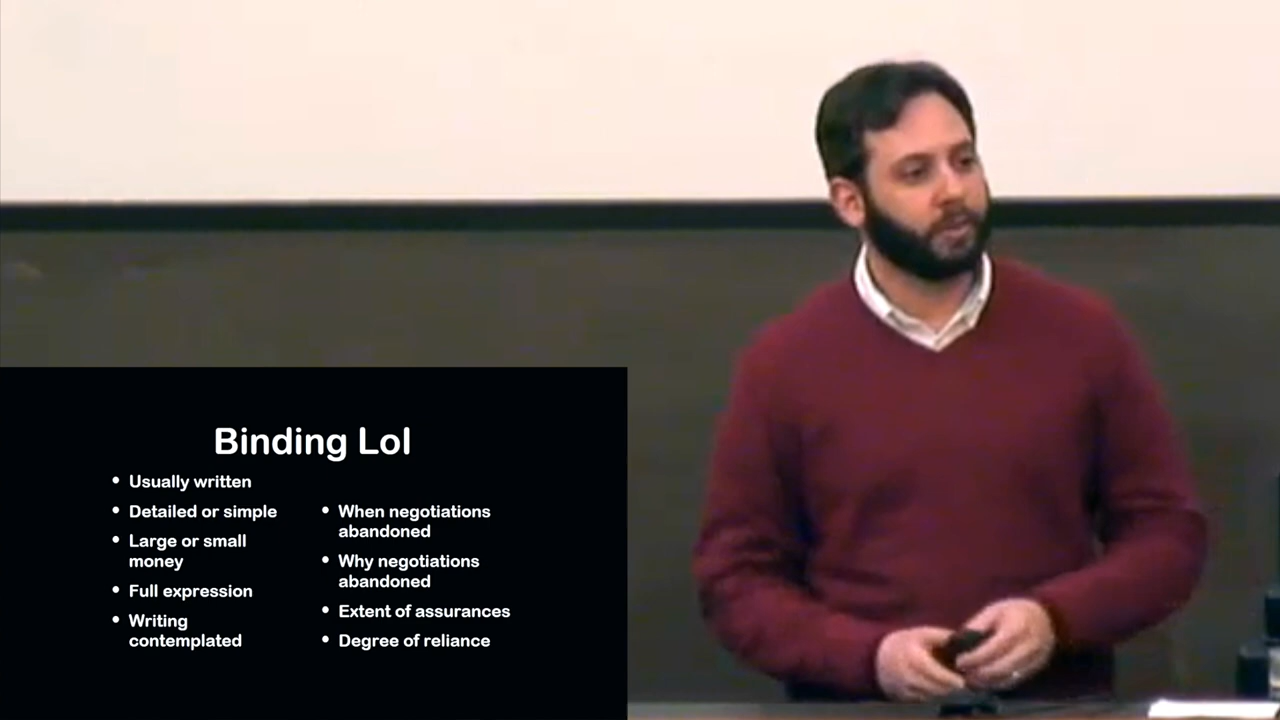 Binding LoI
Usually written
Detailed or simple
Large or small
money
Full expression
Writing
contemplated
When negotiations
abandoned
Why negotiations
abandoned
Extent of assurances
Degree of reliance